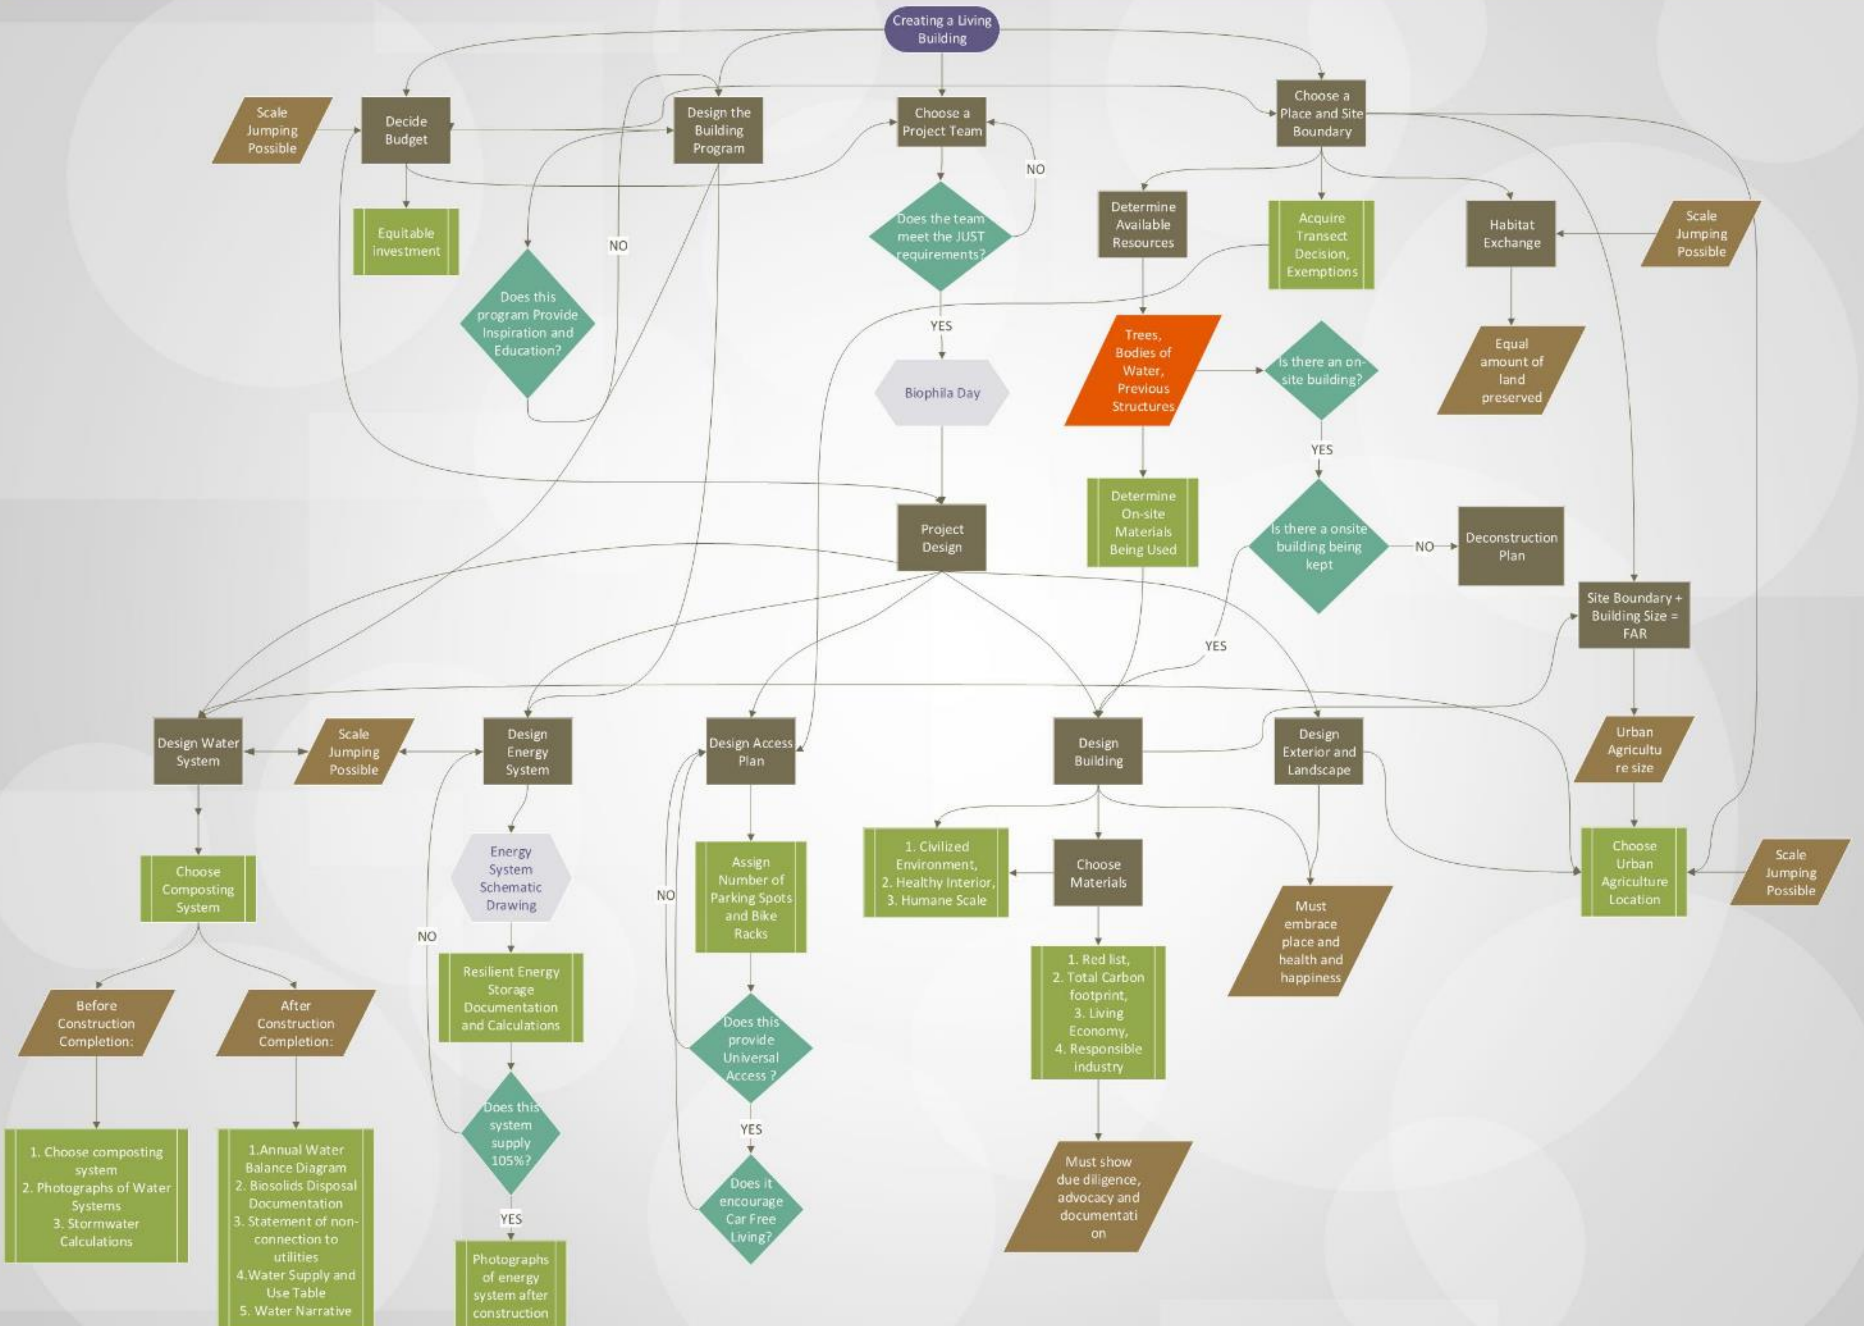 Creating a Living
Building
Scale
Jumping
Possible
Decide
Budget
Design the
Building
Program
Choose a
Project Team
Choose a
Place and Site
Boundary
NO
Equitable
investment
NO
Does the team
meet the JUST
requirements?
Determine
Available
Resources
Acquire
Transect
Decision,
Exemptions
Habitat
Exchange
Scale
Jumping
Possible
Does this
program Provide
Inspiration and
Education?
YES
Biophila Day
Trees,
Bodies of
Water,
Previous
Structures
Is there an on-
site building?
Equal
amount of
land
preserved
YES
Project
Design
Determine
On-site
Materials
Being Used
Is there a onsite
building being
kept
NO
Deconstruction
Plan
YES
Site Boundary +
Building Size =
FAR
Design Water
System
Scale
Jumping
Possible
Design
Energy
System
Design Access
Plan
Design
Building
Design
Exterior and
Landscape
Urban
Agricultu
re size
Choose
Composting
System
Energy
System
Schematic
Drawing
NO
Assign
Number of
Parking Spots
and Bike
Racks
1. Civilized
Environment,
2. Healthy Interior,
3. Humane Scale
Choose
Materials
Must
embrace
place and
health and
happiness
Choose
Urban
Agriculture
Location
Scale
Jumping
Possible
NO
Before
Construction
Completion:
After
Construction
Completion:
Resilient Energy
Storage
Documentation
and Calculations
Does this
provide
Universal
Access ?
1. Red list,
2. Total Carbon
footprint,
3. Living
Economy,
4. Responsible
industry
1. Choose composting
system
2. Photographs of Water
Systems
3. Stormwater
Calculations
1.Annual Water
Balance Diagram
2. Biosolids Disposal
Documentation
3. Statement of non-
connection to
utilities
4.Water Supply and
Use Table
5. Water Narrative
Does this
system
supply
105%?
YES
Photographs
of energy
system after
construction
YES
Does it
encourage
Car Free
Living?
Must show
due diligence,
advocacy and
documentati
on